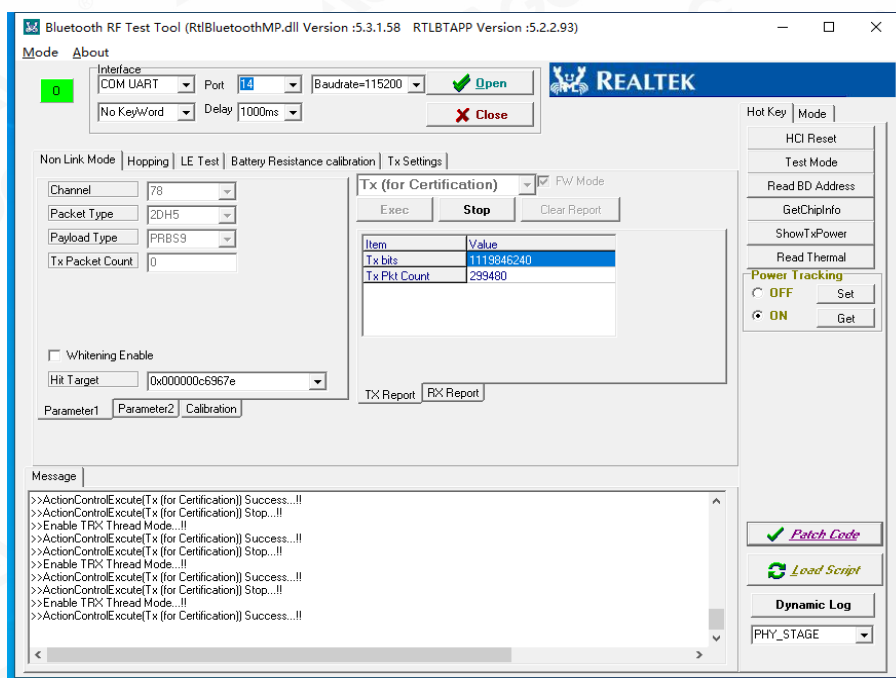 Bluetooth RF Test Tool (RtlBluetoothMP.dll Version :5.3.1.58 RTLBTAPP Version :5.2.2.93)
Mode About
Interface
0
COM UART Port 14 Baudrate=115200 Open
No KeyWord Delay 1000ms Close
REALTEK
Hot Key Mode
HCI Reset
Test Mode
Read BD Address
GetChipInfo
ShowTxPower
Read Thermal
Power Tracking
OFF Set
ON Get
Non Link Mode Hopping LE Test Battery Resistance calibration Tx Settings
Channel 78
Packet Type 2DH5
Payload Type PRBS9
Tx Packet Count 0
Whitening Enable
Hit Target 0x000000c6967e
Parameter1 Parameter2 Calibration
Tx (for Certification) FW Mode
Exec Stop Clear Report
Item Value
Tx bits 1119846240
Tx Pkt Count 299480
TX Report RX Report
Message
>>ActionControlExcute(Tx (for Certification)) Success...!!
>>ActionControlExcute(Tx (for Certification)) Stop...!!
>>Enable TRX Thread Mode...!!
>>ActionControlExcute(Tx (for Certification)) Success...!!
>>ActionControlExcute(Tx (for Certification)) Stop...!!
>>Enable TRX Thread Mode...!!
>>ActionControlExcute(Tx (for Certification)) Success...!!
>>ActionControlExcute(Tx (for Certification)) Stop...!!
>>Enable TRX Thread Mode...!!
>>ActionControlExcute(Tx (for Certification)) Success...!!
Patch Code
Load Script
Dynamic Log
PHY_STAGE